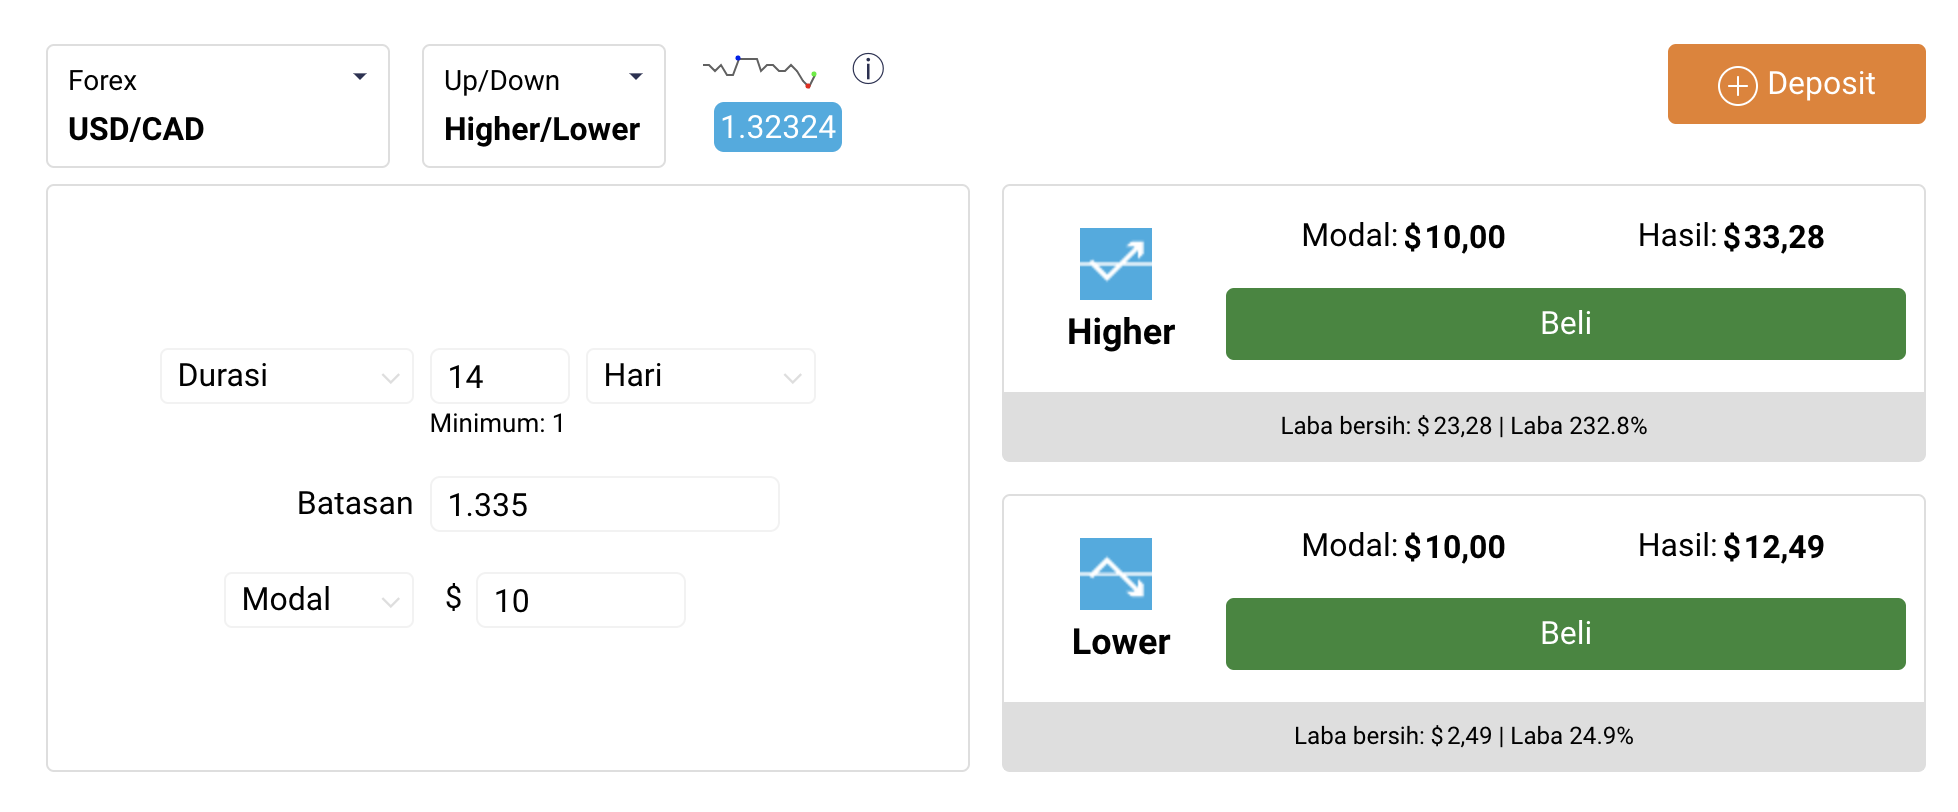 Forex
USD/CAD
Up/Down
Higher/Lower
1.32324
Deposit
Durasi 14 Hari
Minimum: 1
Batasan 1.335
Modal $ 10
Modal: $10,00 Hasil: $33,28
Higher
Beli
Laba bersih: $23,28 | Laba 232.8%
Modal: $10,00 Hasil: $12,49
Lower
Beli
Laba bersih: $2,49 | Laba 24.9%